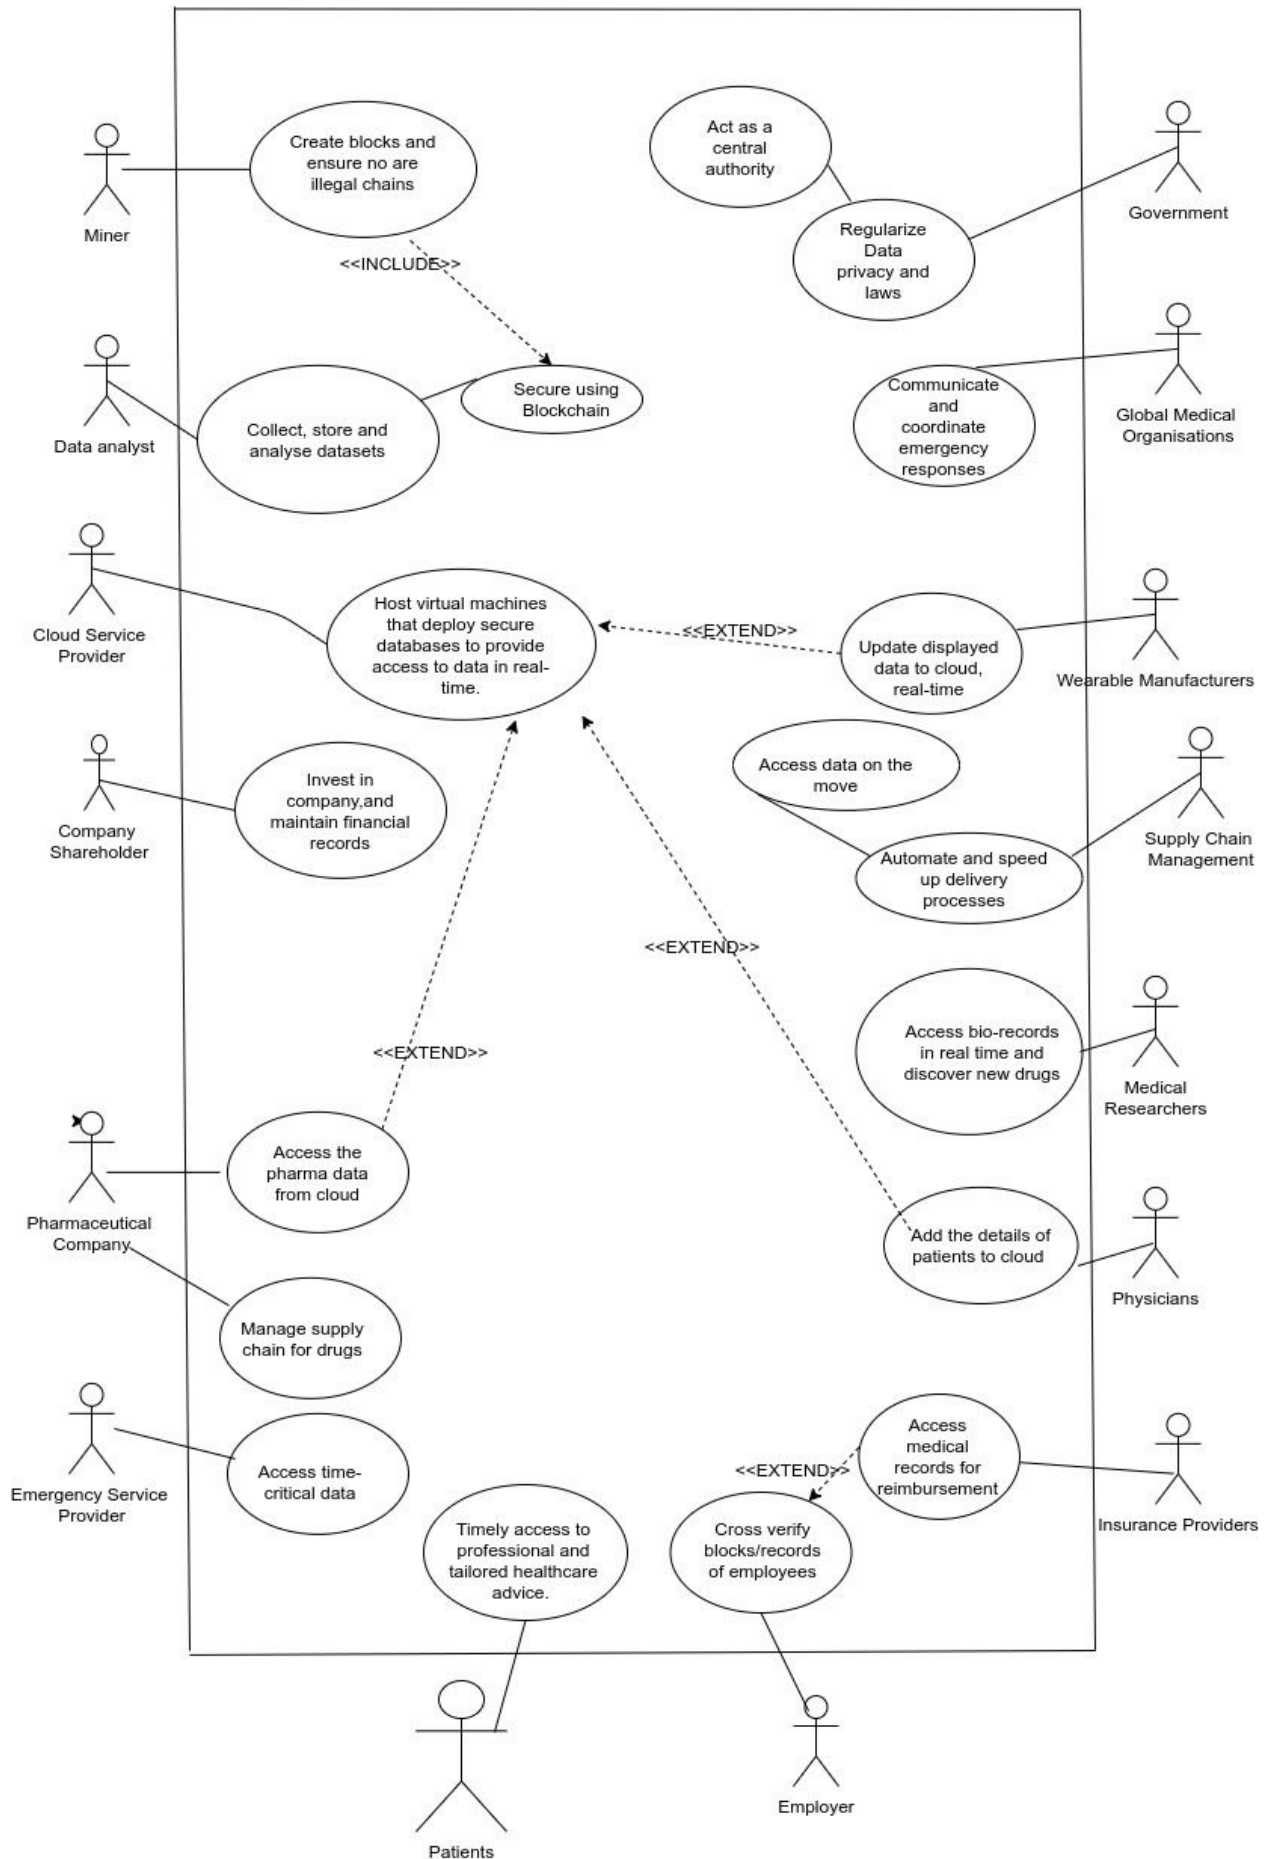 Create blocks and
ensure no are
illegal chains
Miner
<<INCLUDE>>
Act as a
central
authority
Regularize
Data
privacy and
laws
Government
Data analyst
Collect, store and
analyse datasets
Secure using
Blockchain
Communicate
and
coordinate
emergency
responses
Global Medical
Organisations
Cloud Service
Provider
Host virtual machines
that deploy secure
databases to provide
access to data in real-
time.
<<EXTEND>>
Update displayed
data to cloud,
real-time
Wearable Manufacturers
Company
Shareholder
Invest in
company,and
maintain financial
records
Access data on the
move
Automate and speed
up delivery
processes
Supply Chain
Management
<<EXTEND>>
<<EXTEND>>
Access bio-records
in real time and
discover new drugs
Medical
Researchers
Pharmaceutical
Company
Access the
pharma data
from cloud
Add the details of
patients to cloud
Physicians
Manage supply
chain for drugs
Emergency Service
Provider
Access time-
critical data
Timely access to
professional and
tailored healthcare
advice.
<<EXTEND>>
Cross verify
blocks/records
of employees
Access
medical
records for
reimbursement
Insurance Providers
Patients
Employer